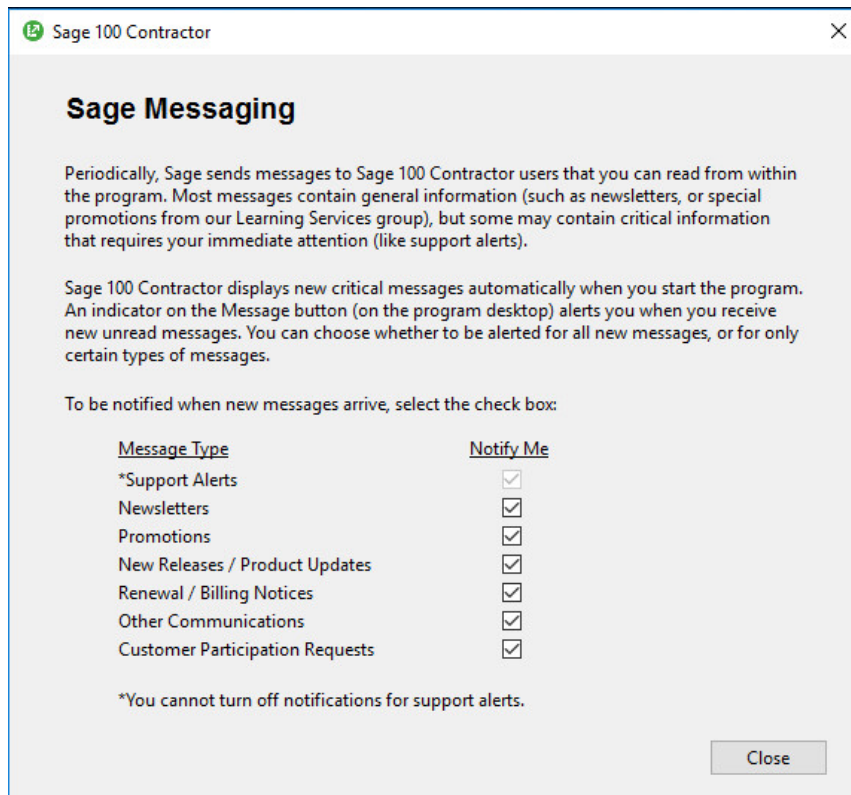 Sage 100 Contractor
Sage Messaging
Periodically, Sage sends messages to Sage 100 Contractor users that you can read from within
the program. Most messages contain general information (such as newsletters, or special
promotions from our Learning Services group), but some may contain critical information
that requires your immediate attention (like support alerts).
Sage 100 Contractor displays new critical messages automatically when you start the program.
An indicator on the Message button (on the program desktop) alerts you when you receive
new unread messages. You can choose whether to be alerted for all new messages, or for only
certain types of messages.
To be notified when new messages arrive, select the check box:
Message Type Notify Me
*Support Alerts
Newsletters
Promotions
New Releases / Product Updates
Renewal / Billing Notices
Other Communications
Customer Participation Requests
*You cannot turn off notifications for support alerts.
Close